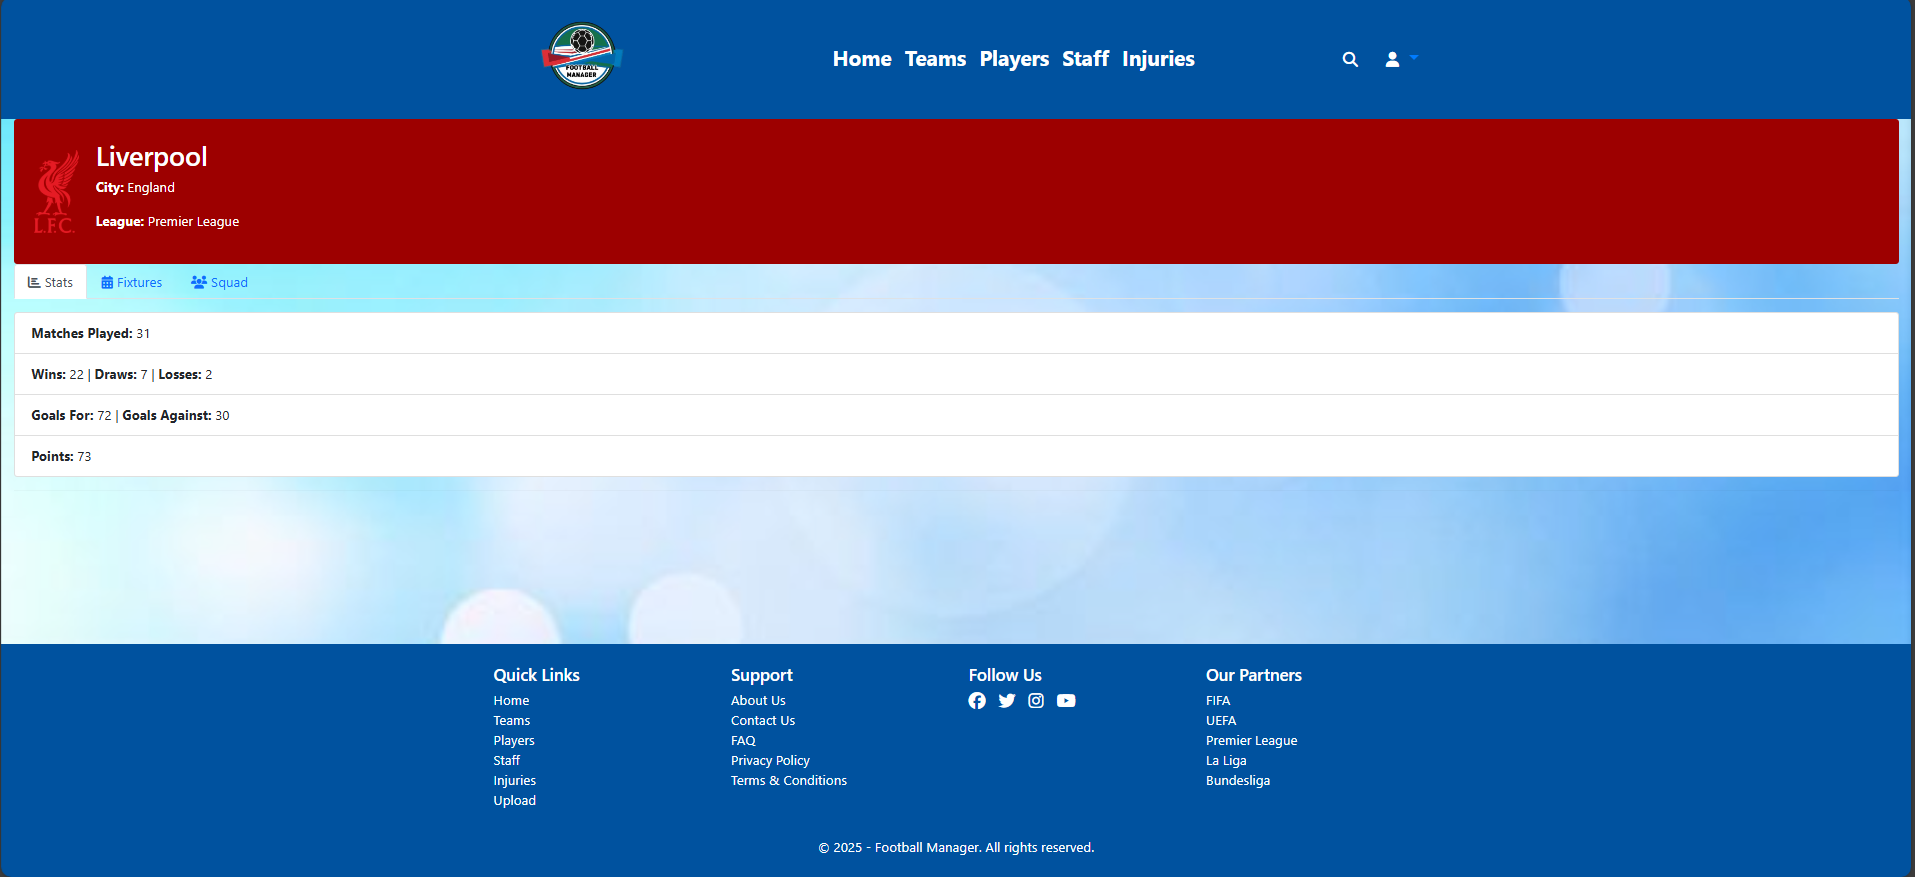 FOOTBALL
MANAGER
Home Teams Players Staff Injuries
Liverpool
City: England
League: Premier League
L.F.C.
Stats Fixtures Squad
Matches Played: 31
Wins: 22 | Draws: 7 | Losses: 2
Goals For: 72 | Goals Against: 30
Points: 73
Quick Links
Home
Teams
Players
Staff
Injuries
Upload
Support
About Us
Contact Us
FAQ
Privacy Policy
Terms & Conditions
Follow Us
Our Partners
FIFA
UEFA
Premier League
La Liga
Bundesliga
© 2025 - Football Manager. All rights reserved.